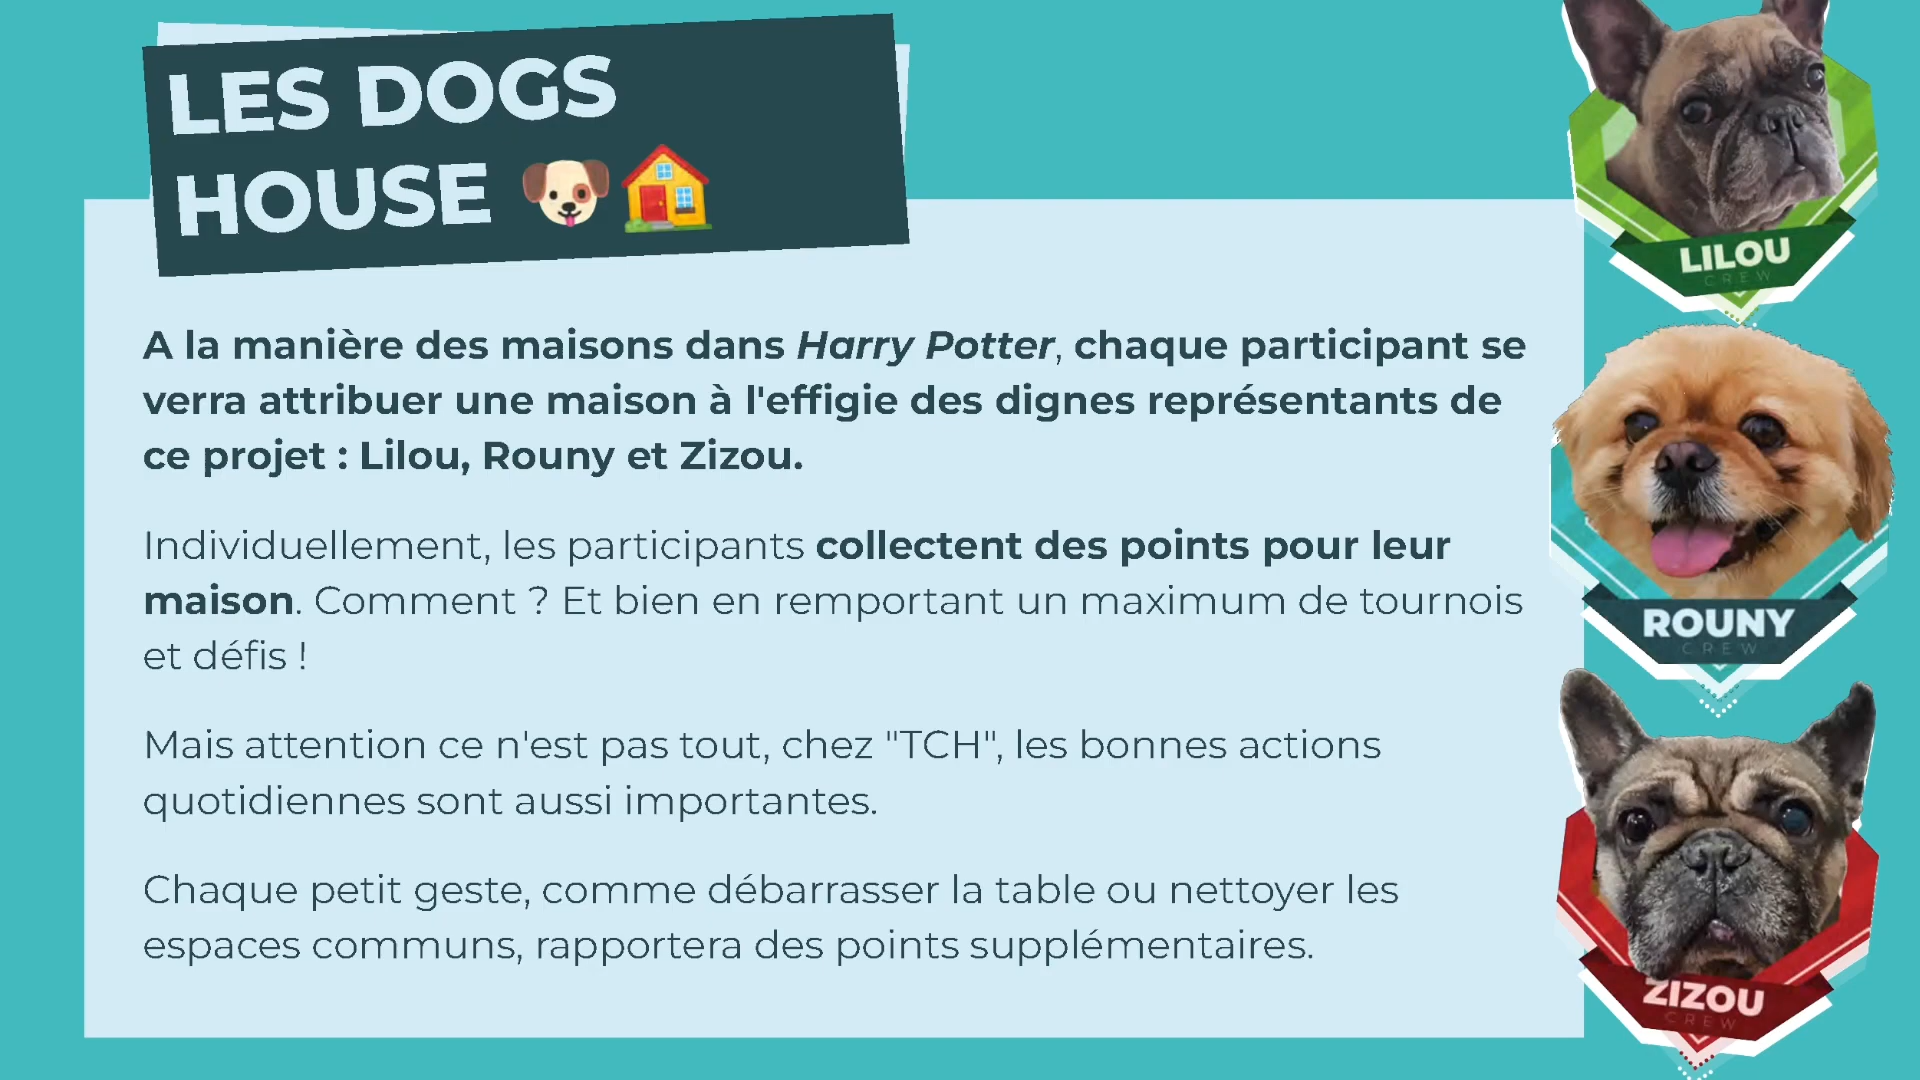 LES DOGS
HOUSE 🐶🏠
A la manière des maisons dans Harry Potter, chaque participant se
verra attribuer une maison à l'effigie des dignes représentants de
ce projet : Lilou, Rouny et Zizou.
Individuellement, les participants collectent des points pour leur
maison. Comment ? Et bien en remportant un maximum de tournois
et défis !
Mais attention ce n'est pas tout, chez "TCH", les bonnes actions
quotidiennes sont aussi importantes.
Chaque petit geste, comme débarrasser la table ou nettoyer les
espaces communs, rapportera des points supplémentaires.
LILOU
CREW
ROUNY
CREW
ZIZOU
CREW